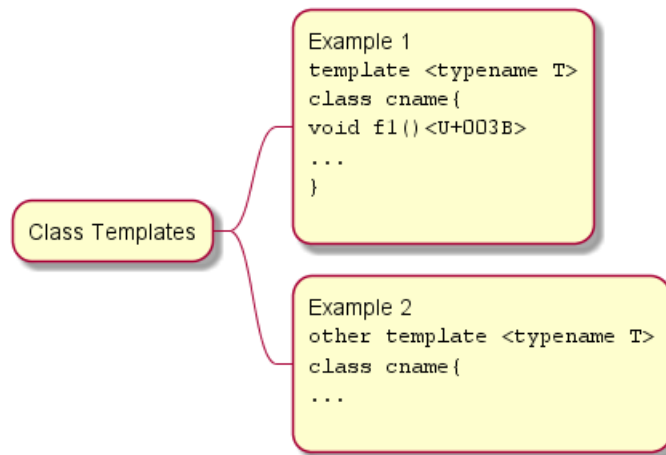 Class Templates
Example 1
template <typename T>
class cname{
void f1()<U+003B>
...
}
Example 2
other template <typename T>
class cname{
...